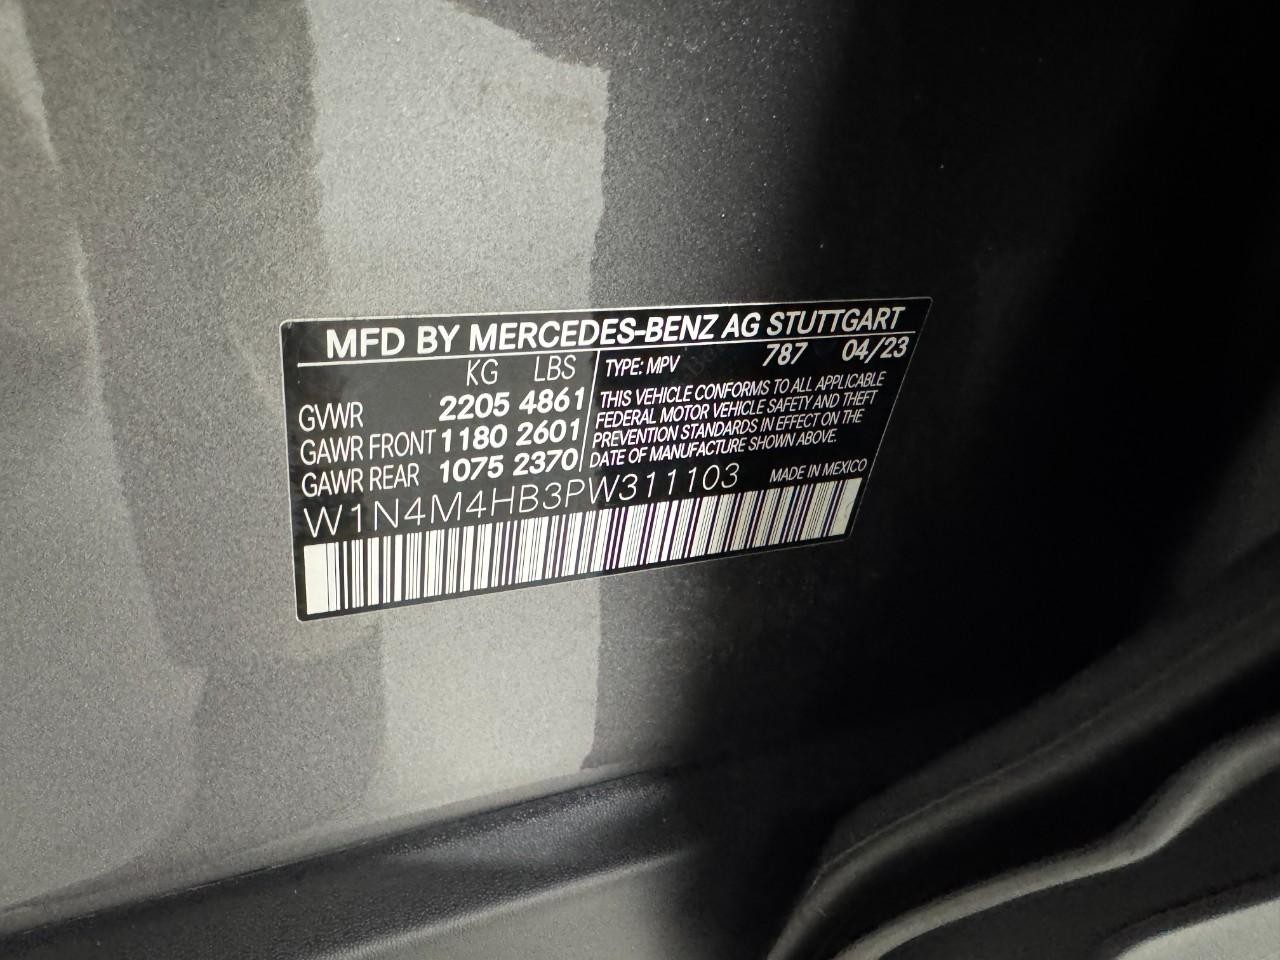 MFD BY MERCEDES-BENZ AG STUTTGART
KG LBS
GVWR 2205 4861
GAWR FRONT 1180 2601
GAWR REAR 1075 2370
TYPE: MPV 787 04/23
THIS VEHICLE CONFORMS TO ALL APPLICABLE
FEDERAL MOTOR VEHICLE SAFETY AND THEFT
PREVENTION STANDARDS IN EFFECT ON THE
DATE OF MANUFACTURE SHOWN ABOVE.
W1N4M4HB3PW311103 MADE IN MEXICO